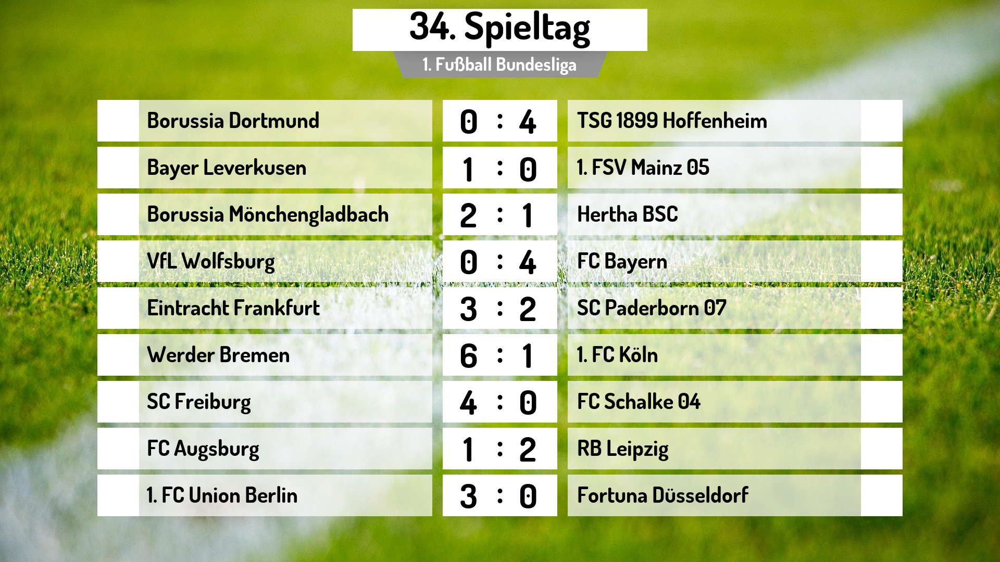 34. Spieltag
1. Fußball Bundesliga
Borussia Dortmund 0 : 4 TSG 1899 Hoffenheim
Bayer Leverkusen 1 : 0 1. FSV Mainz 05
Borussia Mönchengladbach 2 : 1 Hertha BSC
VfL Wolfsburg 0 : 4 FC Bayern
Eintracht Frankfurt 3 : 2 SC Paderborn 07
Werder Bremen 6 : 1 1. FC Köln
SC Freiburg 4 : 0 FC Schalke 04
FC Augsburg 1 : 2 RB Leipzig
1. FC Union Berlin 3 : 0 Fortuna Düsseldorf